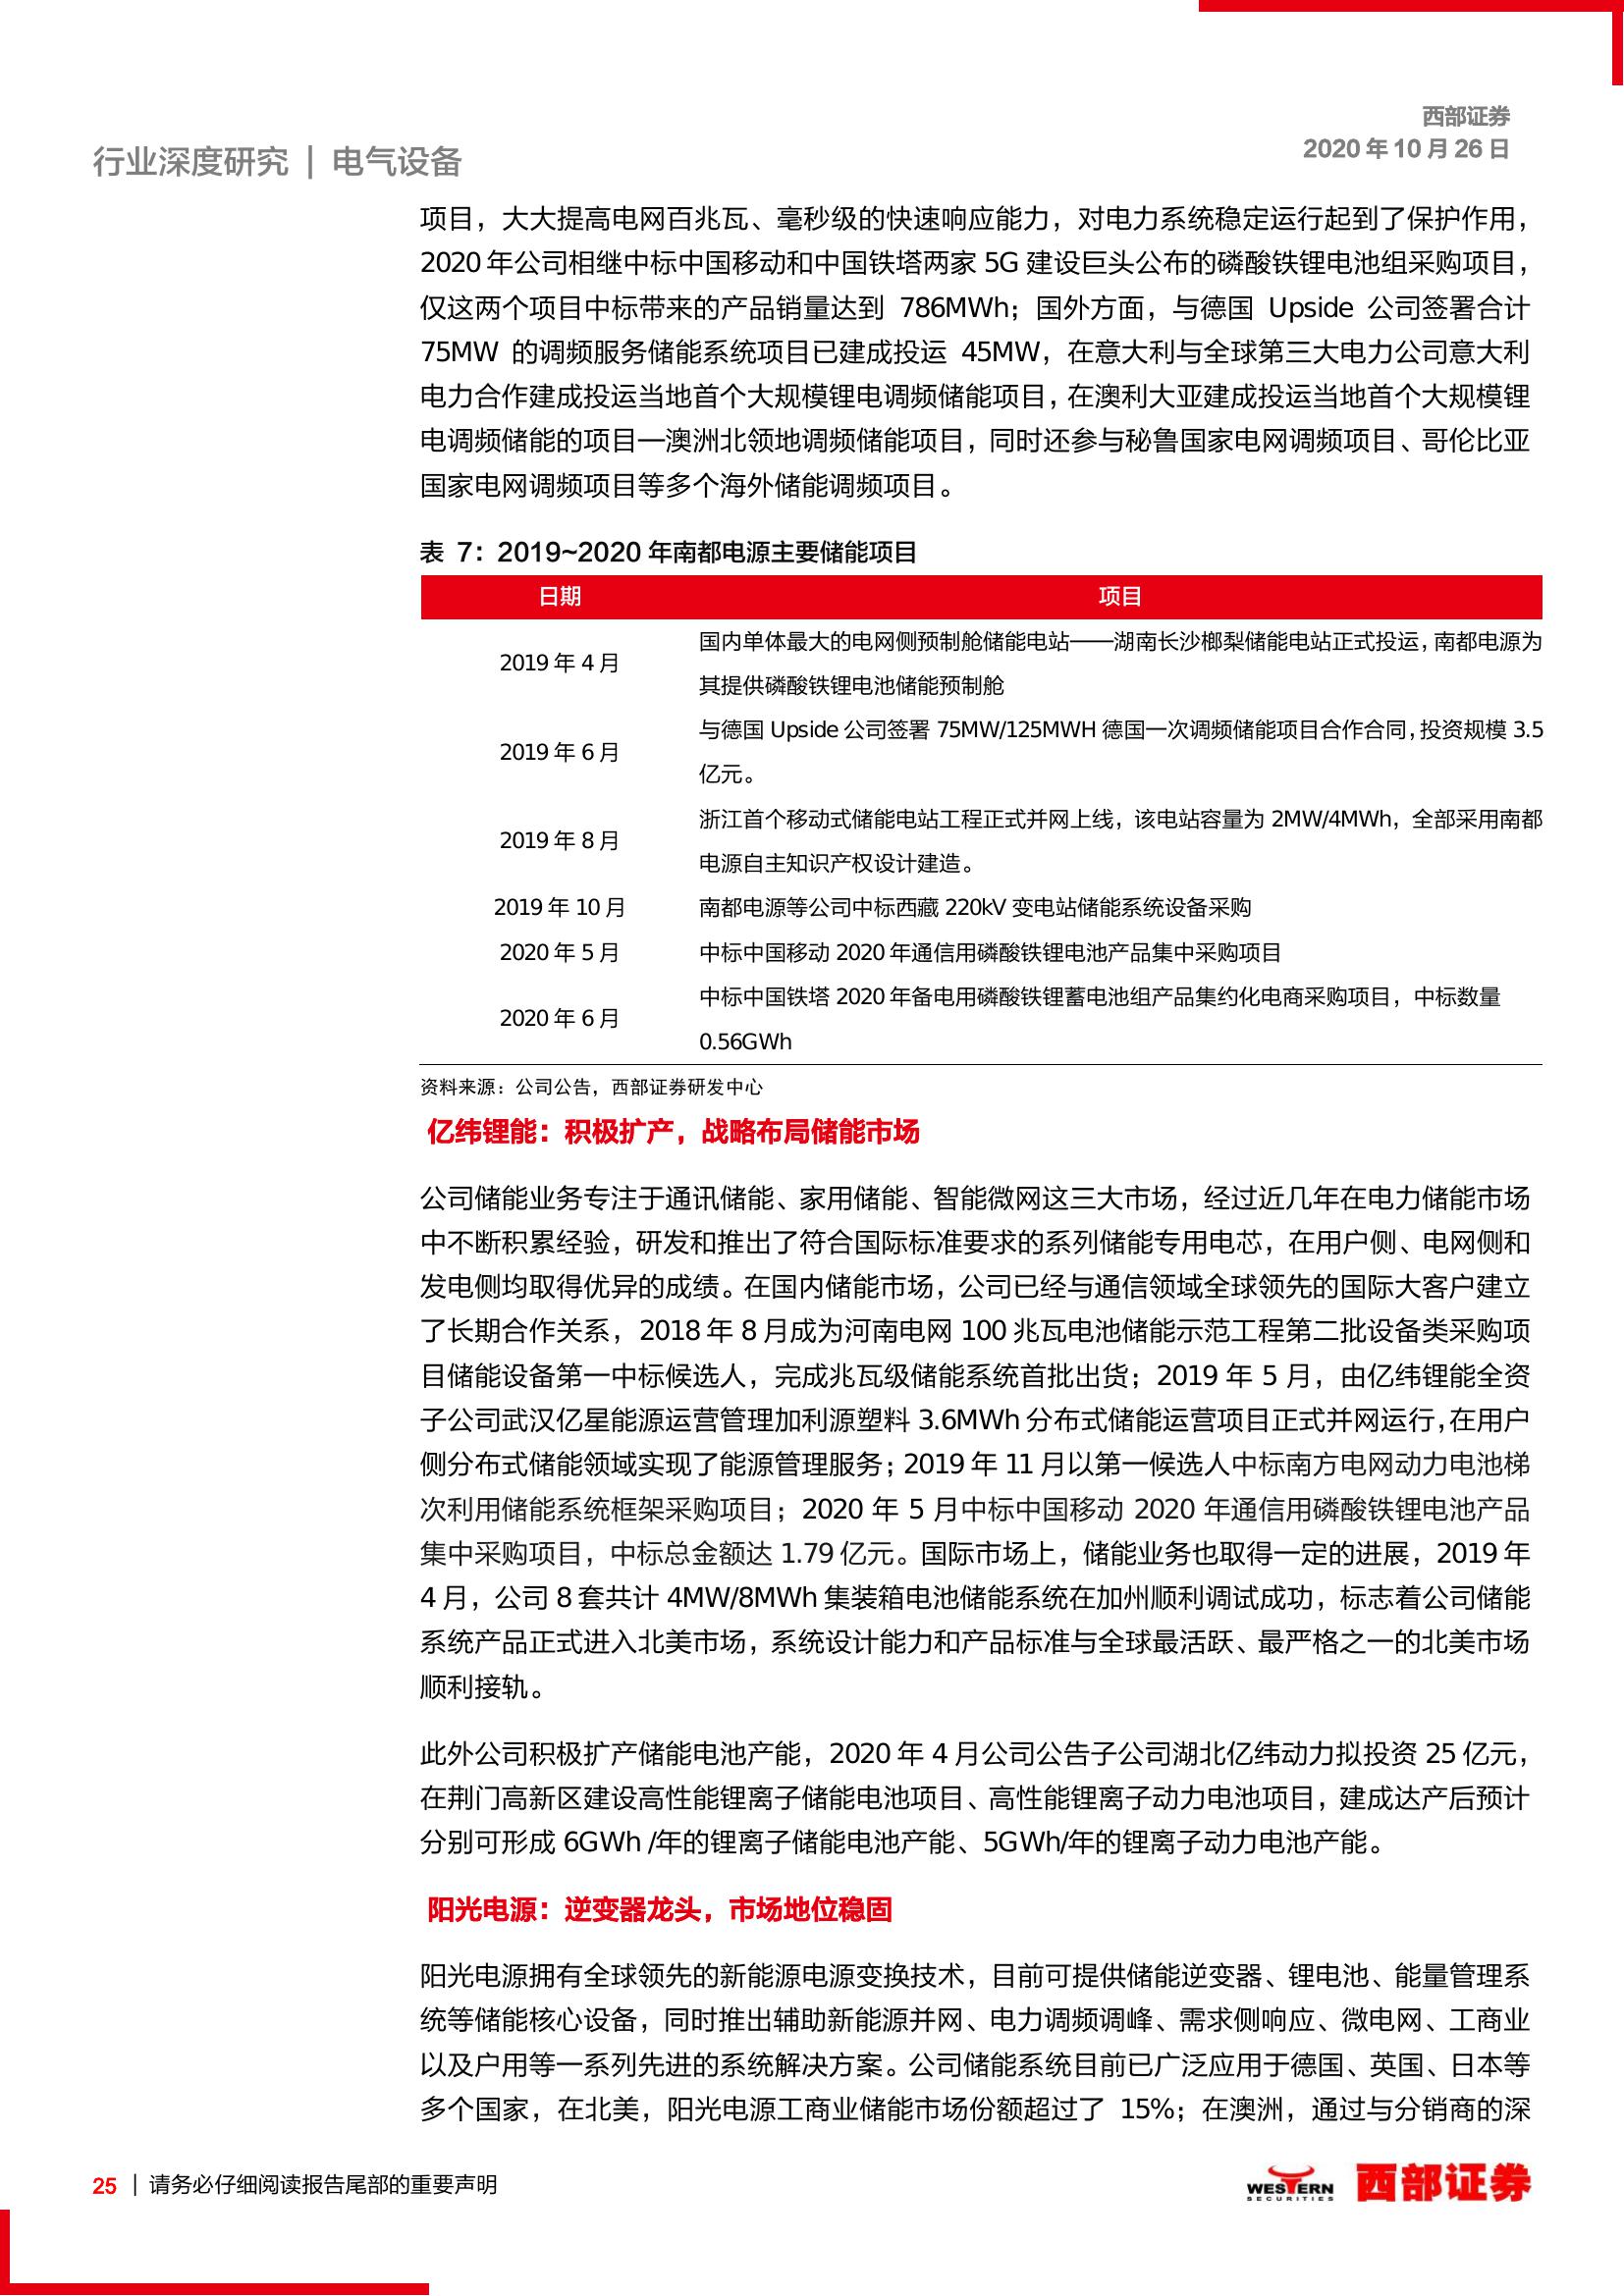 西部证券
2020 年 10 月 26 日
行业深度研究 | 电气设备
项目，大大提高电网百兆瓦、毫秒级的快速响应能力，对电力系统稳定运行起到了保护作用，
2020 年公司相继中标中国移动和中国铁塔两家 5G 建设巨头公布的磷酸铁锂电池组采购项目，
仅这两个项目中标带来的产品销量达到 786MWh；国外方面，与德国 Upside 公司签署合计
75MW 的调频服务储能系统项目已建成投运 45MW，在意大利与全球第三大电力公司意大利
电力合作建成投运当地首个大规模锂电调频储能项目，在澳利大亚建成投运当地首个大规模锂
电调频储能的项目—澳洲北领地调频储能项目，同时还参与秘鲁国家电网调频项目、哥伦比亚
国家电网调频项目等多个海外储能调频项目。
表 7：2019~2020 年南都电源主要储能项目
日期 项目
2019 年 4 月 国内单体最大的电网侧预制舱储能电站——湖南长沙榔梨储能电站正式投运，南都电源为
其提供磷酸铁锂电池储能预制舱
2019 年 6 月 与德国 Upside 公司签署 75MW/125MWH 德国一次调频储能项目合作合同，投资规模 3.5
亿元。
2019 年 8 月 浙江首个移动式储能电站工程正式并网上线，该电站容量为 2MW/4MWh，全部采用南都
电源自主知识产权设计建造。
2019 年 10 月 南都电源等公司中标西藏 220kV 变电站储能系统设备采购
2020 年 5 月 中标中国移动 2020 年通信用磷酸铁锂电池产品集中采购项目
2020 年 6 月 中标中国铁塔 2020 年备电用磷酸铁锂蓄电池组产品集约化电商采购项目，中标数量
0.56GWh
资料来源：公司公告，西部证券研发中心
亿纬锂能：积极扩产，战略布局储能市场
公司储能业务专注于通讯储能、家用储能、智能微网这三大市场，经过近几年在电力储能市场
中不断积累经验，研发和推出了符合国际标准要求的系列储能专用电芯，在用户侧、电网侧和
发电侧均取得优异的成绩。在国内储能市场，公司已经与通信领域全球领先的国际大客户建立
了长期合作关系，2018 年 8 月成为河南电网 100 兆瓦电池储能示范工程第二批设备类采购项
目储能设备第一中标候选人，完成兆瓦级储能系统首批出货；2019 年 5 月，由亿纬锂能全资
子公司武汉亿星能源运营管理加利源塑料 3.6MWh 分布式储能运营项目正式并网运行，在用户
侧分布式储能领域实现了能源管理服务；2019 年 11 月以第一候选人中标南方电网动力电池梯
次利用储能系统框架采购项目；2020 年 5 月中标中国移动 2020 年通信用磷酸铁锂电池产品
集中采购项目，中标总金额达 1.79 亿元。国际市场上，储能业务也取得一定的进展，2019 年
4 月，公司 8 套共计 4MW/8MWh 集装箱电池储能系统在加州顺利调试成功，标志着公司储能
系统产品正式进入北美市场，系统设计能力和产品标准与全球最活跃、最严格之一的北美市场
顺利接轨。
此外公司积极扩产储能电池产能，2020 年 4 月公司公告子公司湖北亿纬动力拟投资 25 亿元，
在荆门高新区建设高性能锂离子储能电池项目、高性能锂离子动力电池项目，建成达产后预计
分别可形成 6GWh /年的锂离子储能电池产能、5GWh/年的锂离子动力电池产能。
阳光电源：逆变器龙头，市场地位稳固
阳光电源拥有全球领先的新能源电源变换技术，目前可提供储能逆变器、锂电池、能量管理系
统等储能核心设备，同时推出辅助新能源并网、电力调频调峰、需求侧响应、微电网、工商业
以及户用等一系列先进的系统解决方案。公司储能系统目前已广泛应用于德国、英国、日本等
多个国家，在北美，阳光电源工商业储能市场份额超过了 15%；在澳洲，通过与分销商的深
25 | 请务必仔细阅读报告尾部的重要声明
WESTERN
SECURITIES
西部证券